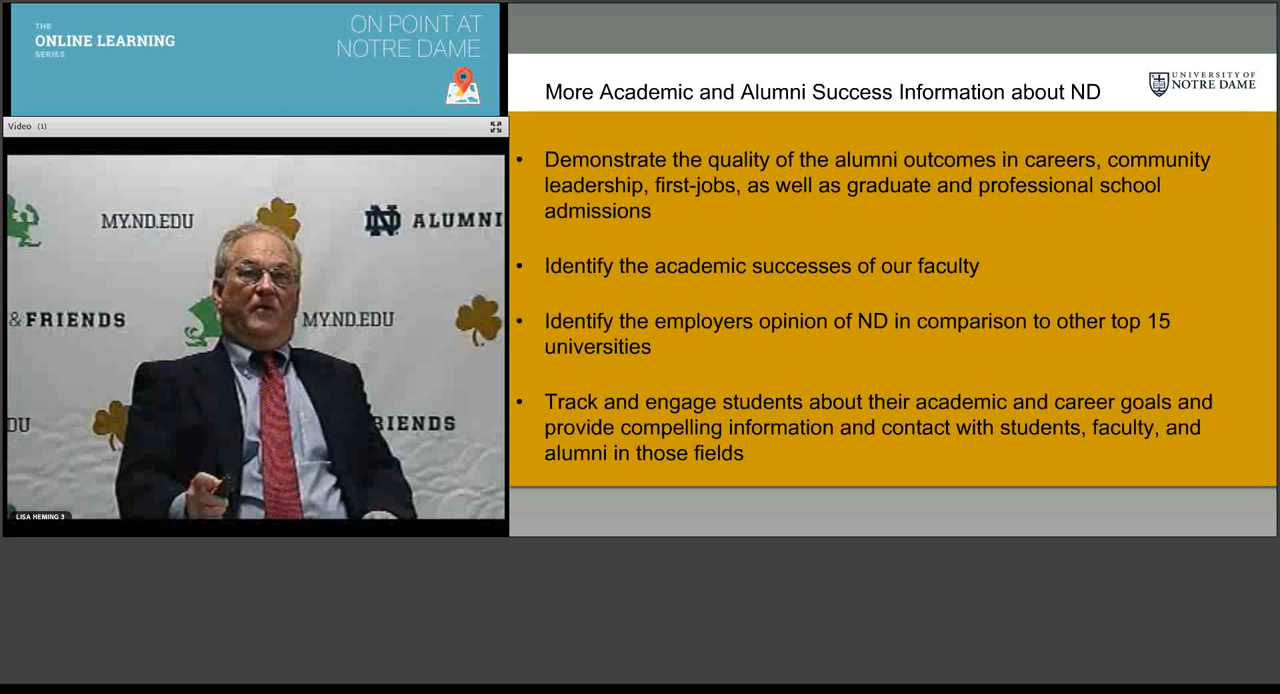 THE
ONLINE LEARNING
SERIES
ON POINT AT
NOTRE DAME
Video (1)
MY.ND.EDU
ND ALUMNI
& FRIENDS
MY.ND.EDU
DU
RIENDS
LISA HEMING 3
More Academic and Alumni Success Information about ND
UNIVERSITY OF
NOTRE DAME
• Demonstrate the quality of the alumni outcomes in careers, community
leadership, first-jobs, as well as graduate and professional school
admissions
• Identify the academic successes of our faculty
• Identify the employers opinion of ND in comparison to other top 15
universities
• Track and engage students about their academic and career goals and
provide compelling information and contact with students, faculty, and
alumni in those fields